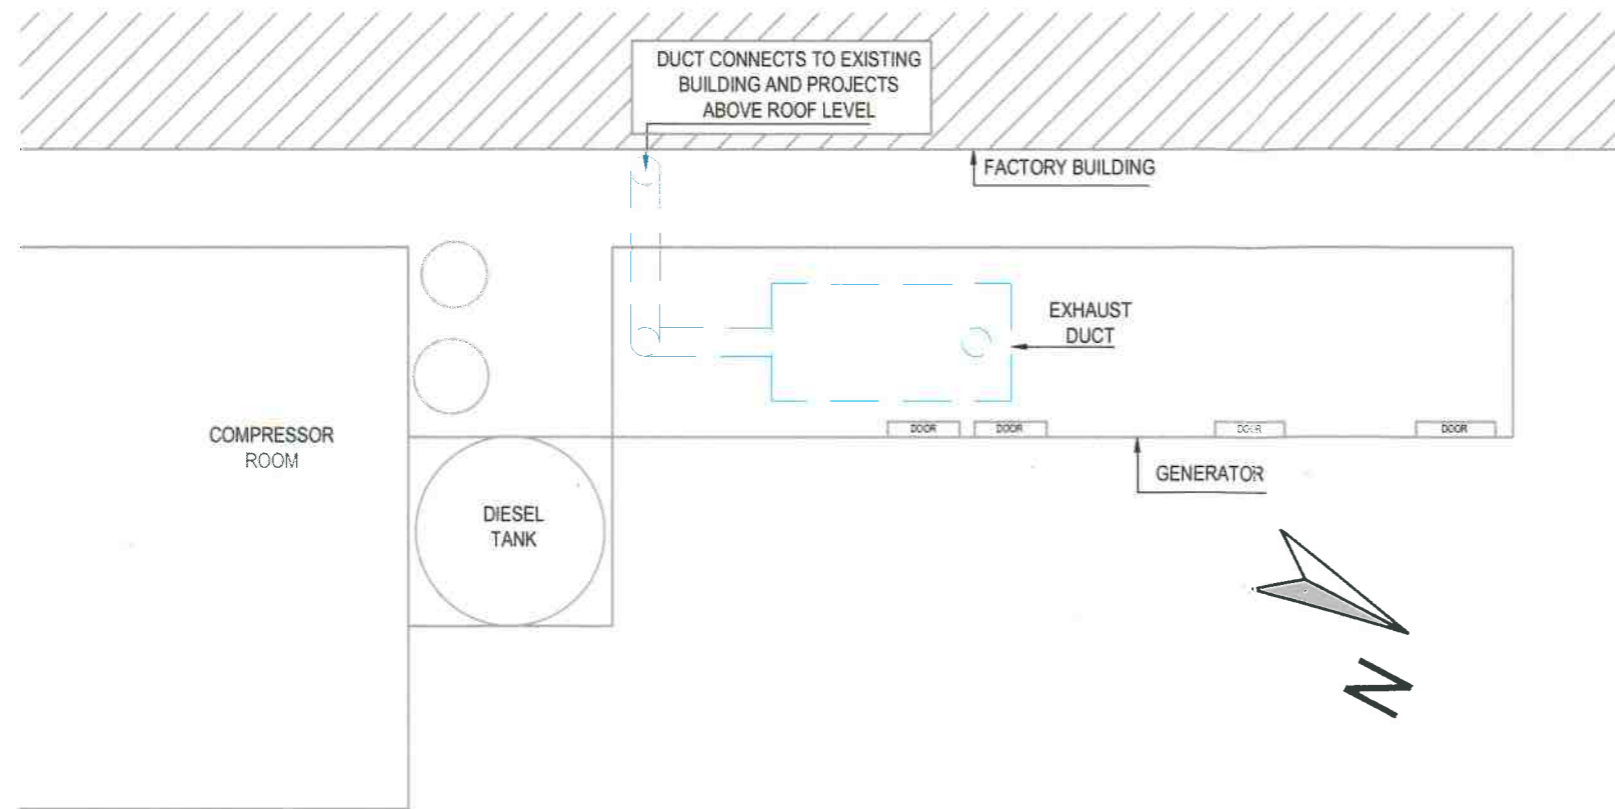 DUCT CONNECTS TO EXISTING
BUILDING AND PROJECTS
ABOVE ROOF LEVEL
FACTORY BUILDING
EXHAUST
DUCT
COMPRESSOR
ROOM
DOOR
DOOR
DOOR
DOOR
GENERATOR
DIESEL
TANK
N